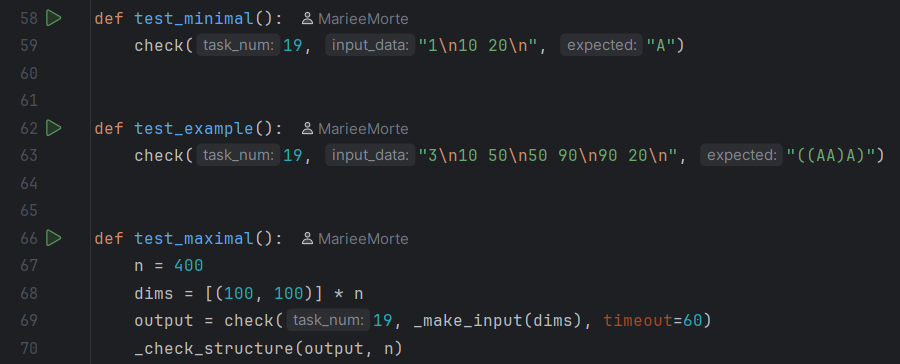 58 def test_minimal(): MarieeMorte
59 check( task_num: 19, input_data: "1\n10 20\n", expected: "A")
60
61
62 def test_example(): MarieeMorte
63 check( task_num: 19, input_data: "3\n10 50\n50 90\n90 20\n", expected: "((AA)A)")
64
65
66 def test_maximal(): MarieeMorte
67 n = 400
68 dims = [(100, 100)] * n
69 output = check( task_num: 19, _make_input(dims), timeout=60)
70 _check_structure(output, n)